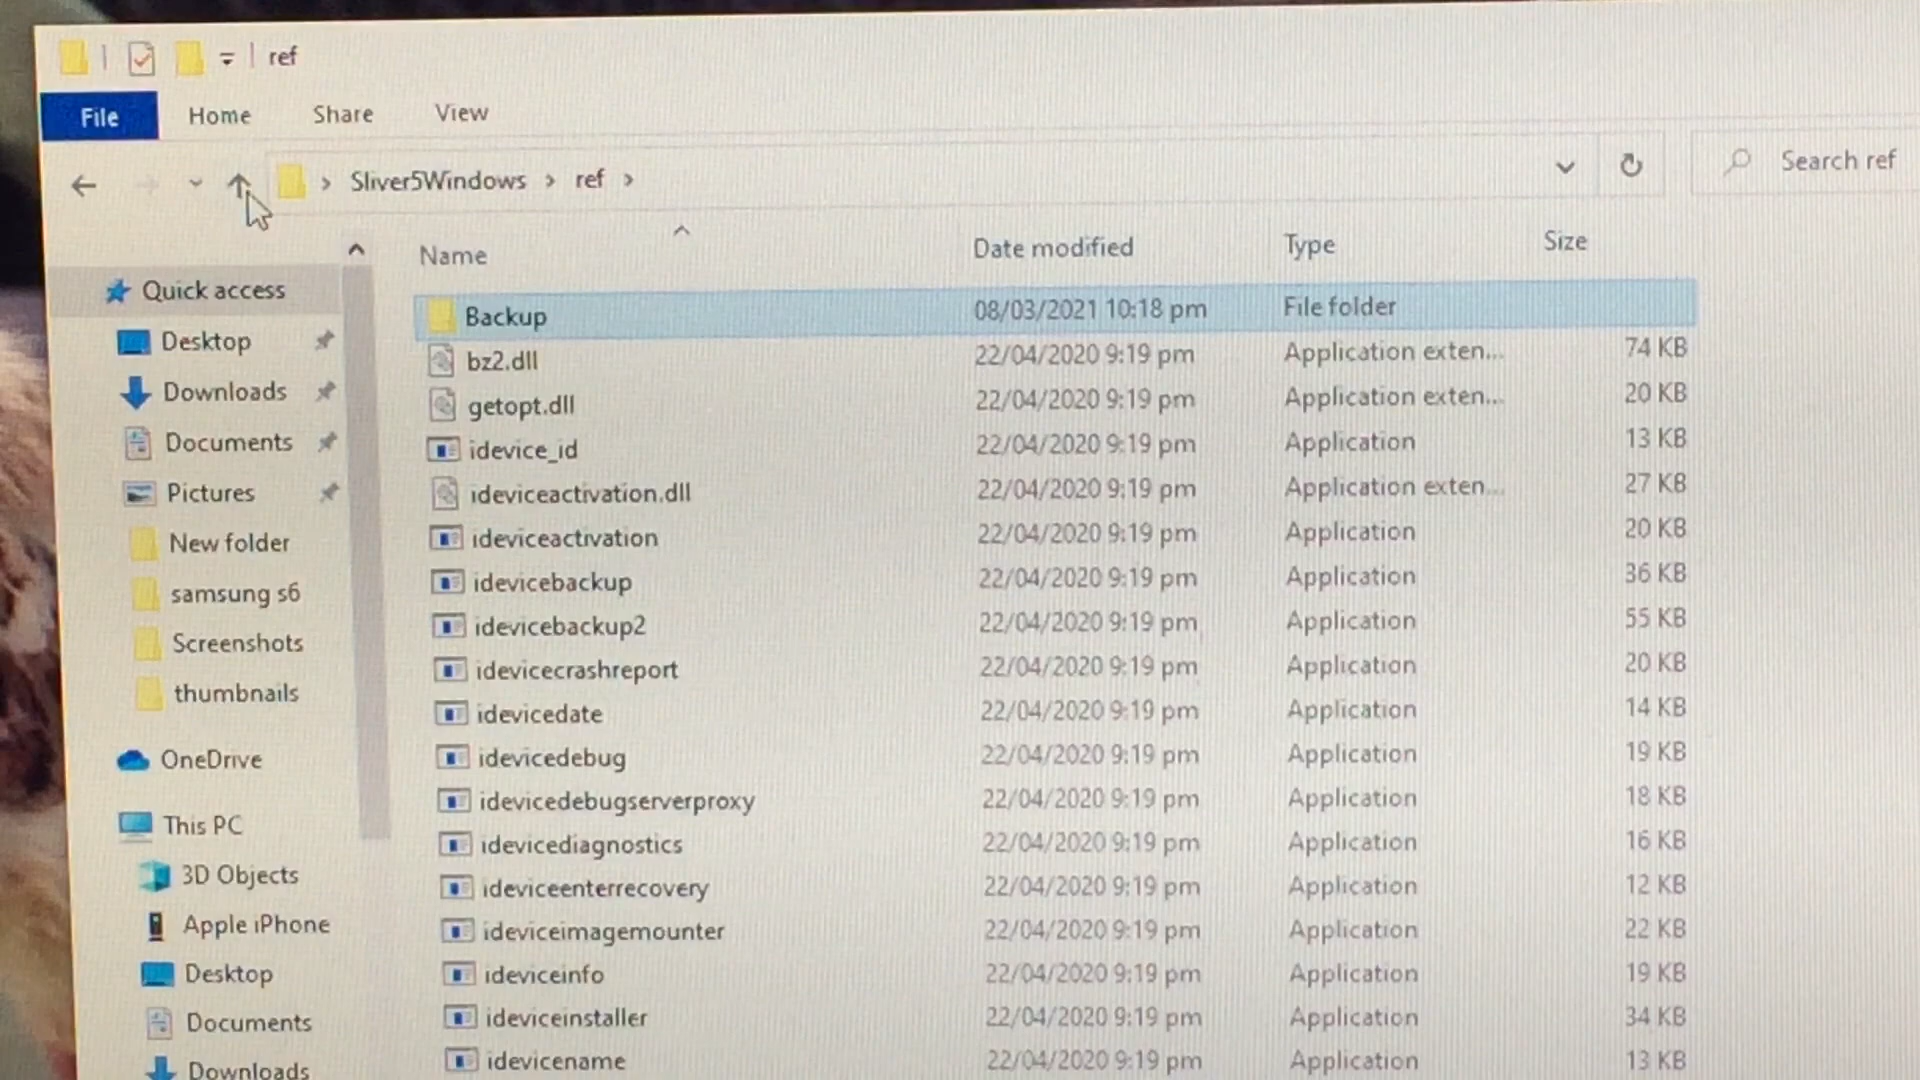 ref
File Home Share View
Sliver5Windows › ref ›
Search ref
Name Date modified Type Size
Quick access
Desktop
Downloads
Documents
Pictures
New folder
samsung s6
Screenshots
thumbnails
OneDrive
This PC
3D Objects
Apple iPhone
Desktop
Documents
Downloads
Backup 08/03/2021 10:18 pm File folder
bz2.dll 22/04/2020 9:19 pm Application exten... 74 KB
getopt.dll 22/04/2020 9:19 pm Application exten... 20 KB
idevice_id 22/04/2020 9:19 pm Application 13 KB
ideviceactivation.dll 22/04/2020 9:19 pm Application exten... 27 KB
ideviceactivation 22/04/2020 9:19 pm Application 20 KB
idevicebackup 22/04/2020 9:19 pm Application 36 KB
idevicebackup2 22/04/2020 9:19 pm Application 55 KB
idevicecrashreport 22/04/2020 9:19 pm Application 20 KB
idevicedate 22/04/2020 9:19 pm Application 14 KB
idevicedebug 22/04/2020 9:19 pm Application 19 KB
idevicedebugserverproxy 22/04/2020 9:19 pm Application 18 KB
idevicediagnostics 22/04/2020 9:19 pm Application 16 KB
ideviceenterrecovery 22/04/2020 9:19 pm Application 12 KB
ideviceimagemounter 22/04/2020 9:19 pm Application 22 KB
ideviceinfo 22/04/2020 9:19 pm Application 19 KB
ideviceinstaller 22/04/2020 9:19 pm Application 34 KB
idevicename 22/04/2020 9:19 pm Application 13 KB